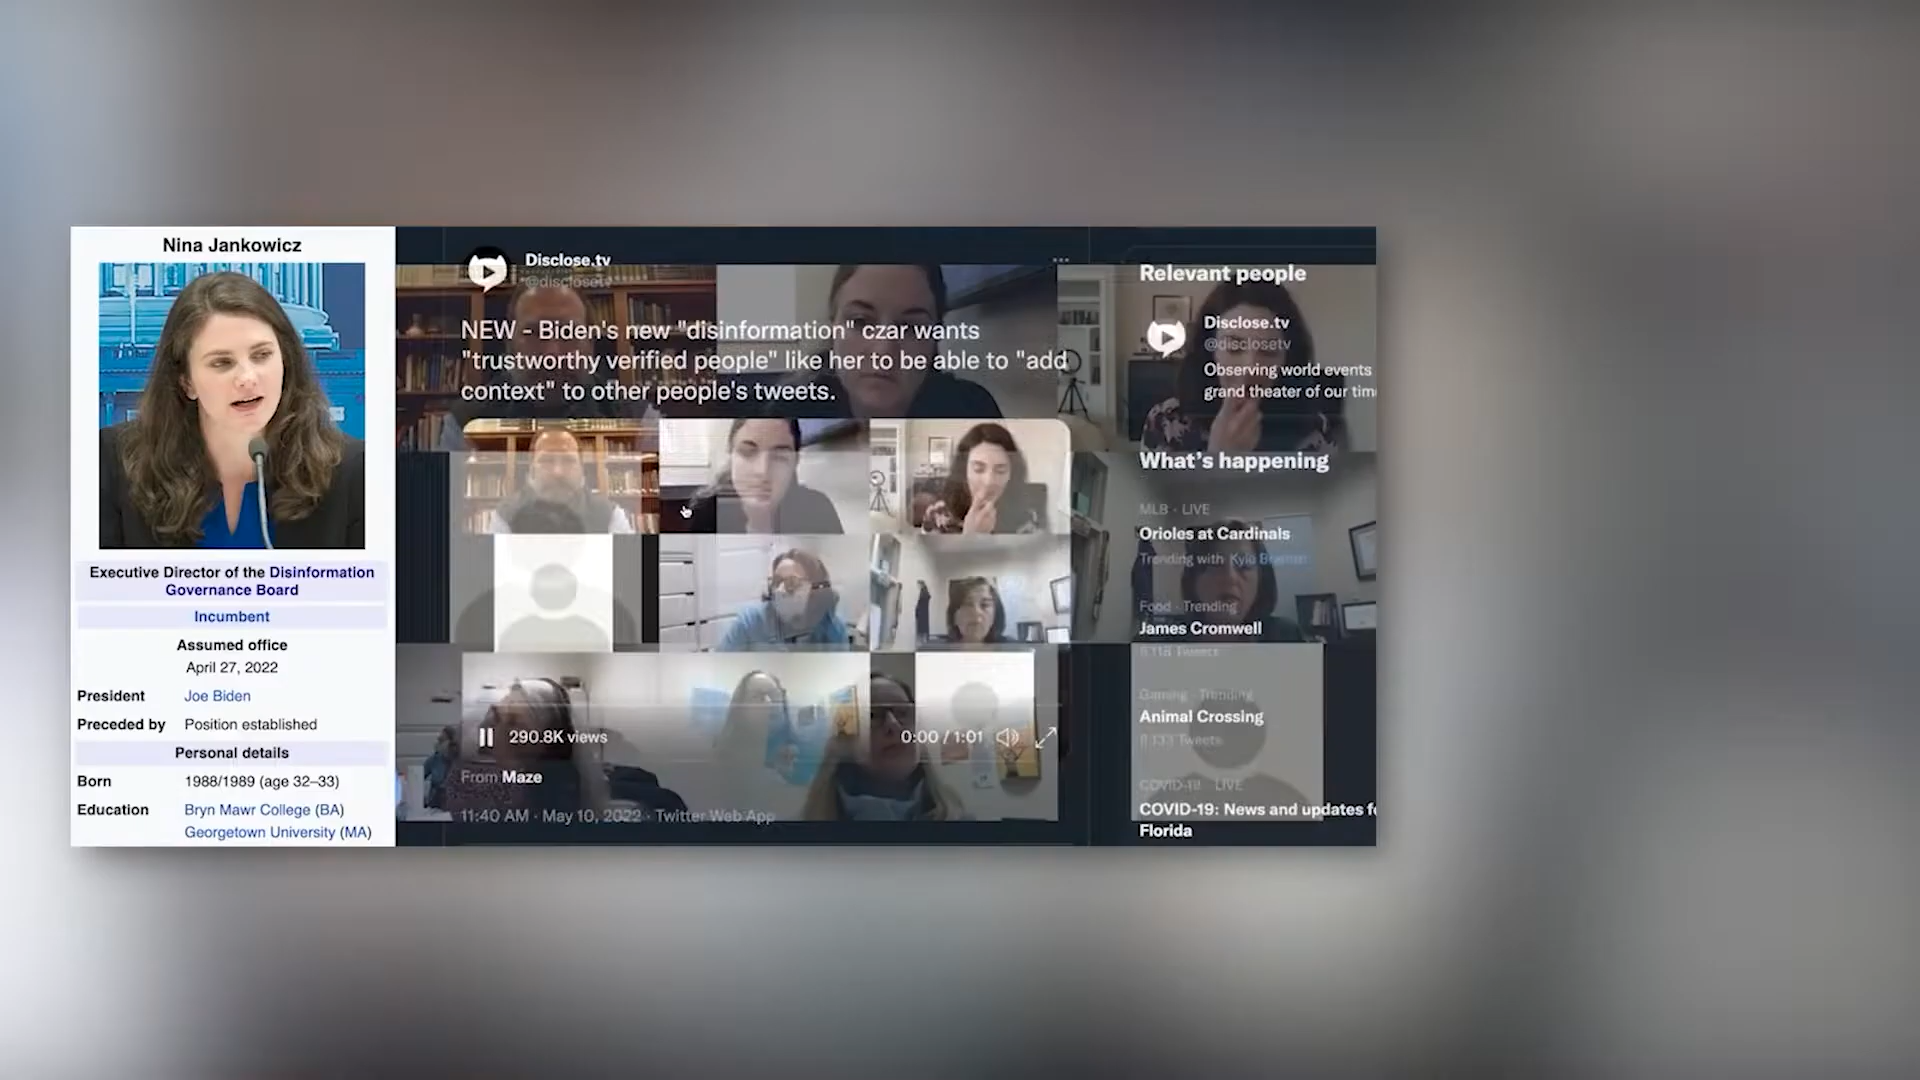 Nina Jankowicz
Executive Director of the Disinformation
Governance Board
Incumbent
Assumed office
April 27, 2022
President Joe Biden
Preceded by Position established
Personal details
Born 1988/1989 (age 32–33)
Education Bryn Mawr College (BA)
Georgetown University (MA)
Disclose.tv
@disclosetv
NEW - Biden's new "disinformation" czar wants
"trustworthy verified people" like her to be able to "add
context" to other people's tweets.
290.8K views
0:00 / 1:01
From Maze
11:40 AM · May 10, 2022 · Twitter Web App
Relevant people
Disclose.tv
@disclosetv
Observing world events
grand theater of our tim
What's happening
MLB · LIVE
Orioles at Cardinals
Trending with Kyle
Food · Trending
James Cromwell
Tweets
Gaming · Trending
Animal Crossing
Tweets
COVID-19 · LIVE
COVID-19: News and updates f
Florida